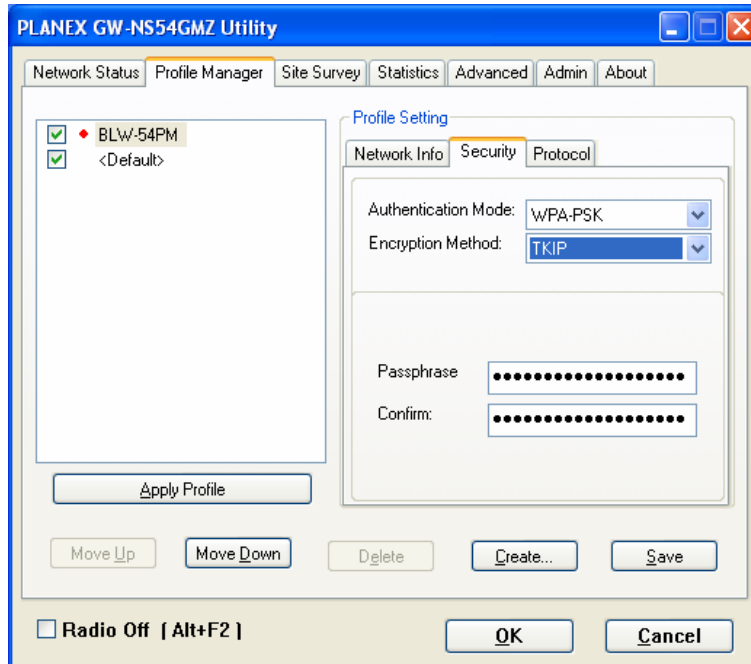 PLANEX GW-NS54GMZ Utility
Network Status Profile Manager Site Survey Statistics Advanced Admin About
BLW-54PM
<Default>
Apply Profile
Profile Setting
Network Info Security Protocol
Authentication Mode: WPA-PSK
Encryption Method: TKIP
Passphrase ●●●●●●●●●●●●●●●●●●●
Confirm: ●●●●●●●●●●●●●●●●●●●
Move Up Move Down Delete Create... Save
Radio Off [ Alt+F2 ] OK Cancel